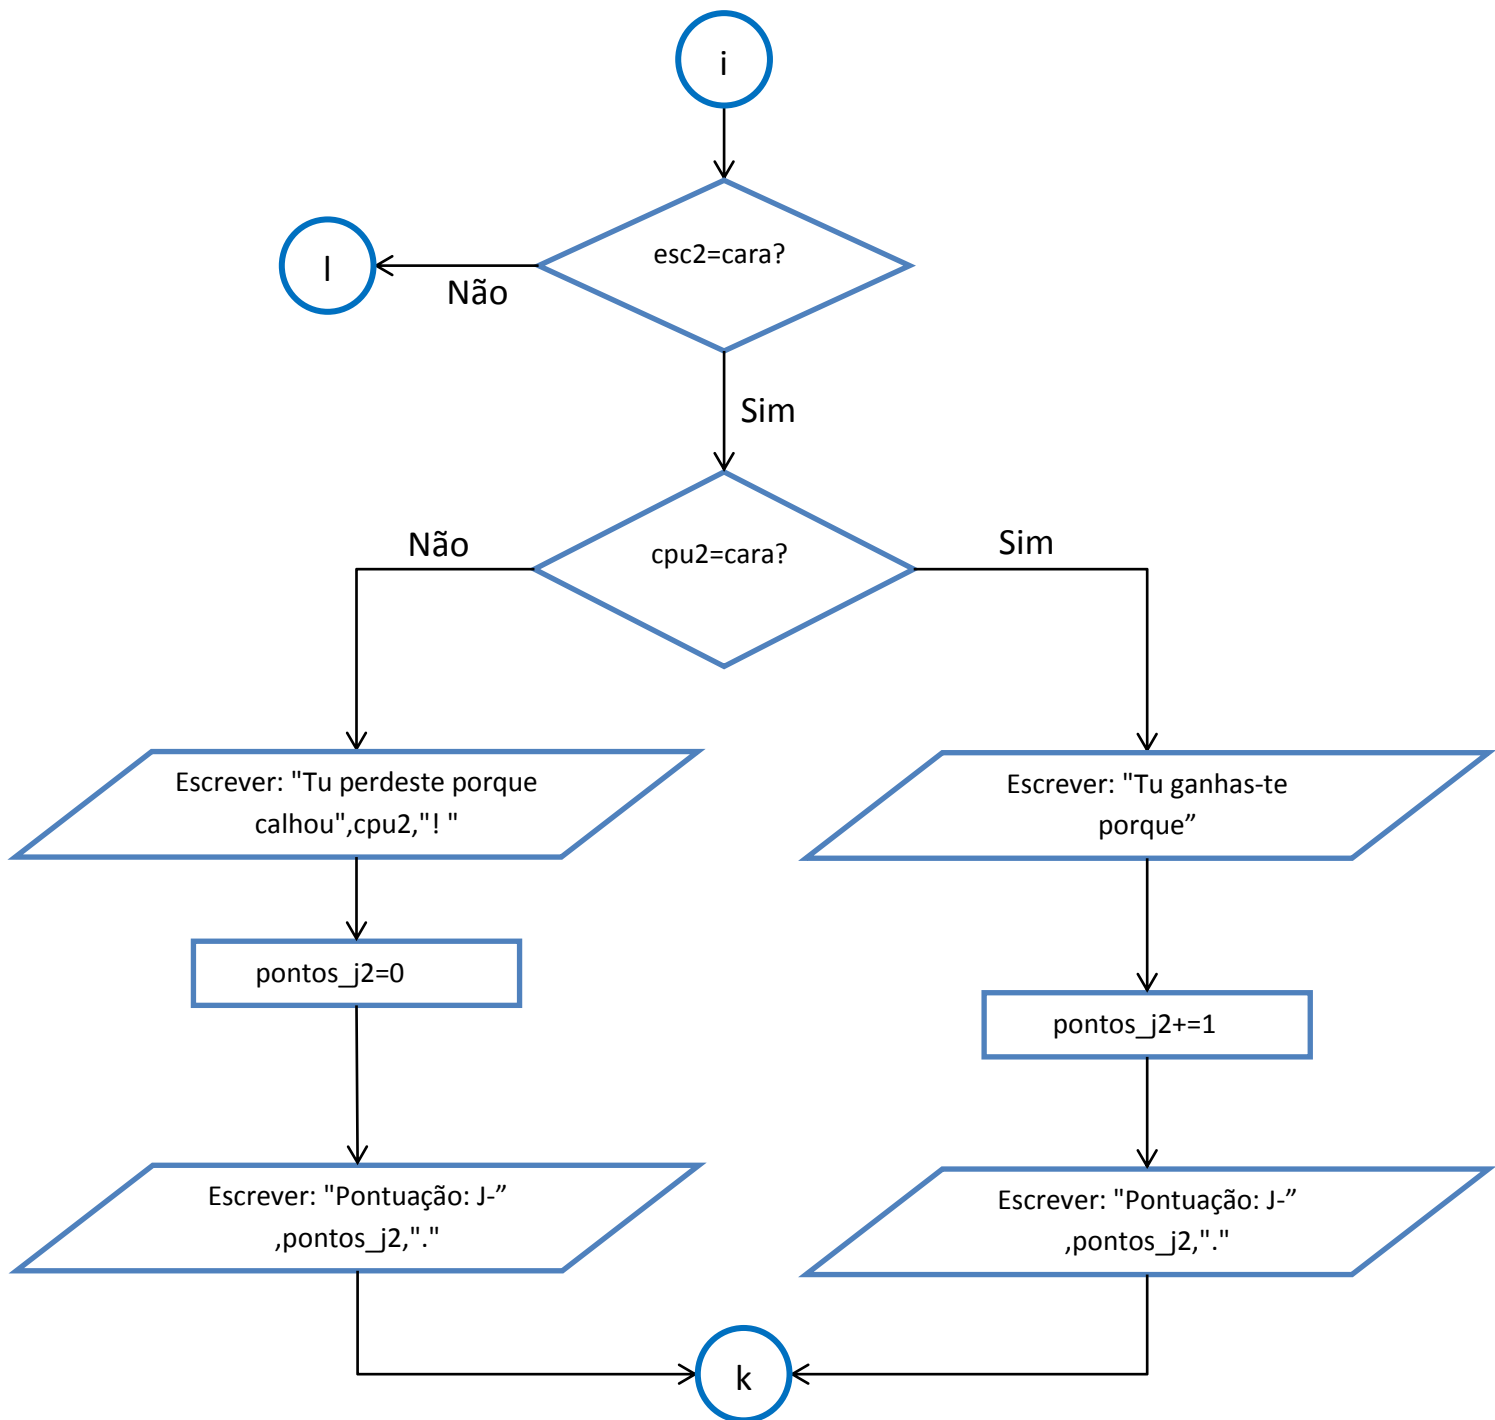 i
esc2=cara?
l
Não
Sim
cpu2=cara?
Não
Sim
Escrever: "Tu perdeste porque
calhou",cpu2,"! "
Escrever: "Tu ganhas-te
porque”
pontos_j2=0
pontos_j2+=1
Escrever: "Pontuação: J-”
,pontos_j2,"."
Escrever: "Pontuação: J-”
,pontos_j2,"."
k